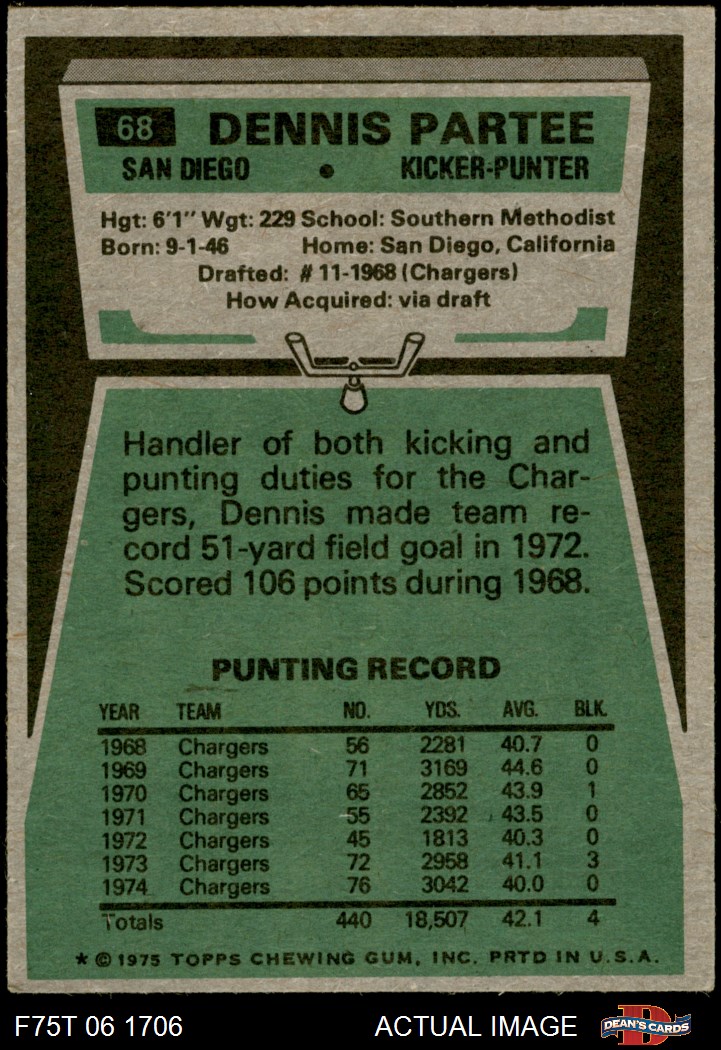 68 DENNIS PARTEE
SAN DIEGO • KICKER-PUNTER
Hgt: 6'1" Wgt: 229 School: Southern Methodist
Born: 9-1-46 Home: San Diego, California
Drafted: #11-1968 (Chargers)
How Acquired: via draft
Handler of both kicking and
punting duties for the Char-
gers, Dennis made team re-
cord 51-yard field goal in 1972.
Scored 106 points during 1968.
PUNTING RECORD
YEAR TEAM NO. YDS. AVG. BLK.
1968 Chargers 56 2281 40.7 0
1969 Chargers 71 3169 44.6 0
1970 Chargers 65 2852 43.9 1
1971 Chargers 55 2392 43.5 0
1972 Chargers 45 1813 40.3 0
1973 Chargers 72 2958 41.1 3
1974 Chargers 76 3042 40.0 0
Totals 440 18,507 42.1 4
* © 1975 TOPPS CHEWING GUM, INC. PRTD IN U.S.A.
F75T 06 1706 ACTUAL IMAGE D DEAN'S CARDS